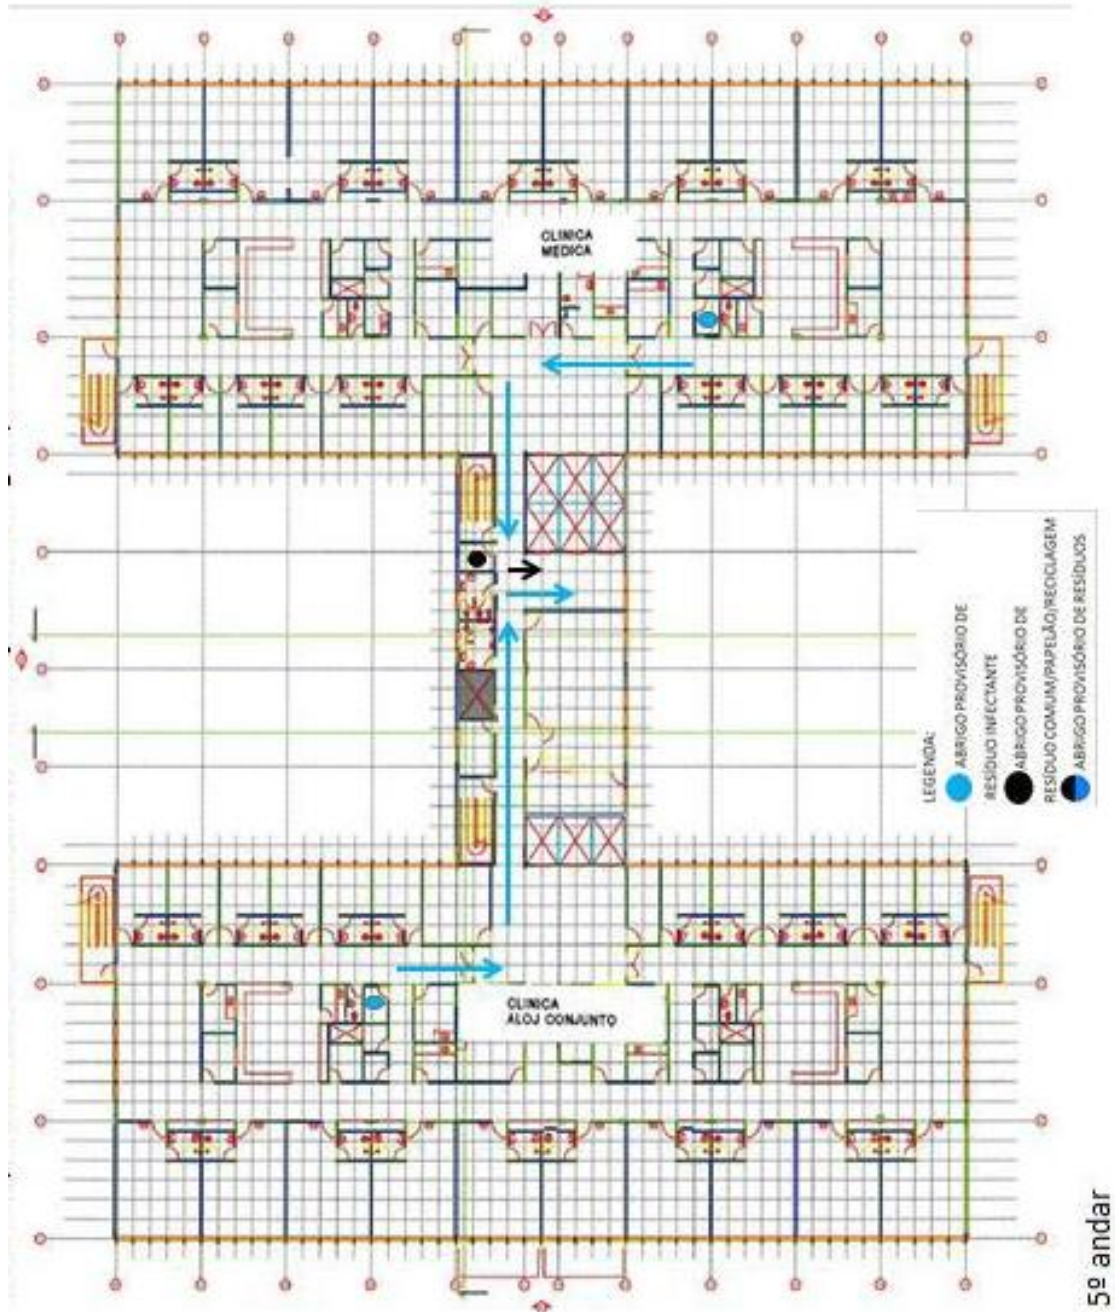 CLINICA
MEDICA
CLINICA
ALOJ CONJUNTO
LEGENDA:
ABRIGO PROVISÓRIO DE
RESÍDUO INFECTANTE
ABRIGO PROVISÓRIO DE
RESÍDUO COMUM/PAPELÃO/RECICLAGEM
ABRIGO PROVISÓRIO DE RESÍDUOS
5º andar